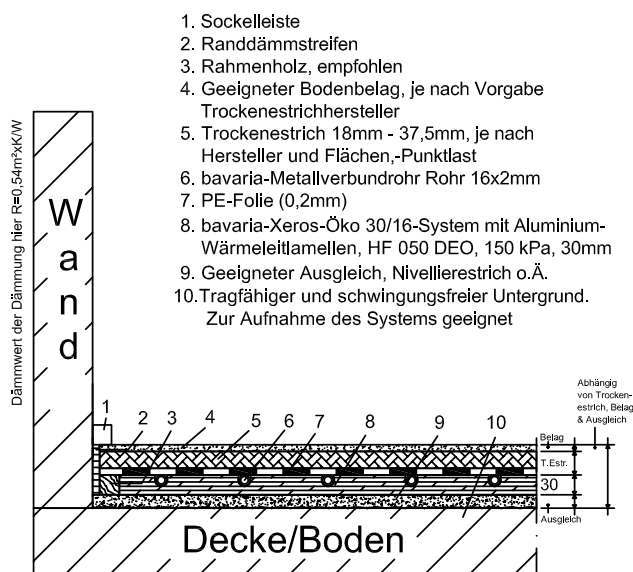 1. Sockelleiste
2. Randdämmstreifen
3. Rahmenholz, empfohlen
4. Geeigneter Bodenbelag, je nach Vorgabe
Trockenestrichhersteller
5. Trockenestrich 18mm - 37,5mm, je nach
Hersteller und Flächen,-Punktlast
6. bavaria-Metallverbundrohr Rohr 16x2mm
7. PE-Folie (0,2mm)
8. bavaria-Xeros-Öko 30/16-System mit Aluminium-
Wärmeleitlamellen, HF 050 DEO, 150 kPa, 30mm
9. Geeigneter Ausgleich, Nivellierestrich o.Ä.
10.Tragfähiger und schwingungsfreier Untergrund.
Zur Aufnahme des Systems geeignet
Dämmwert der Dämmung hier R=0,54m²xK/W
Wand
Abhängig
von Trocken-
estrich, Belag
& Ausgleich
1 2 3 4 5 6 7 8 9 10
Belag
T.Estr.
30
Ausgleich
Decke/Boden